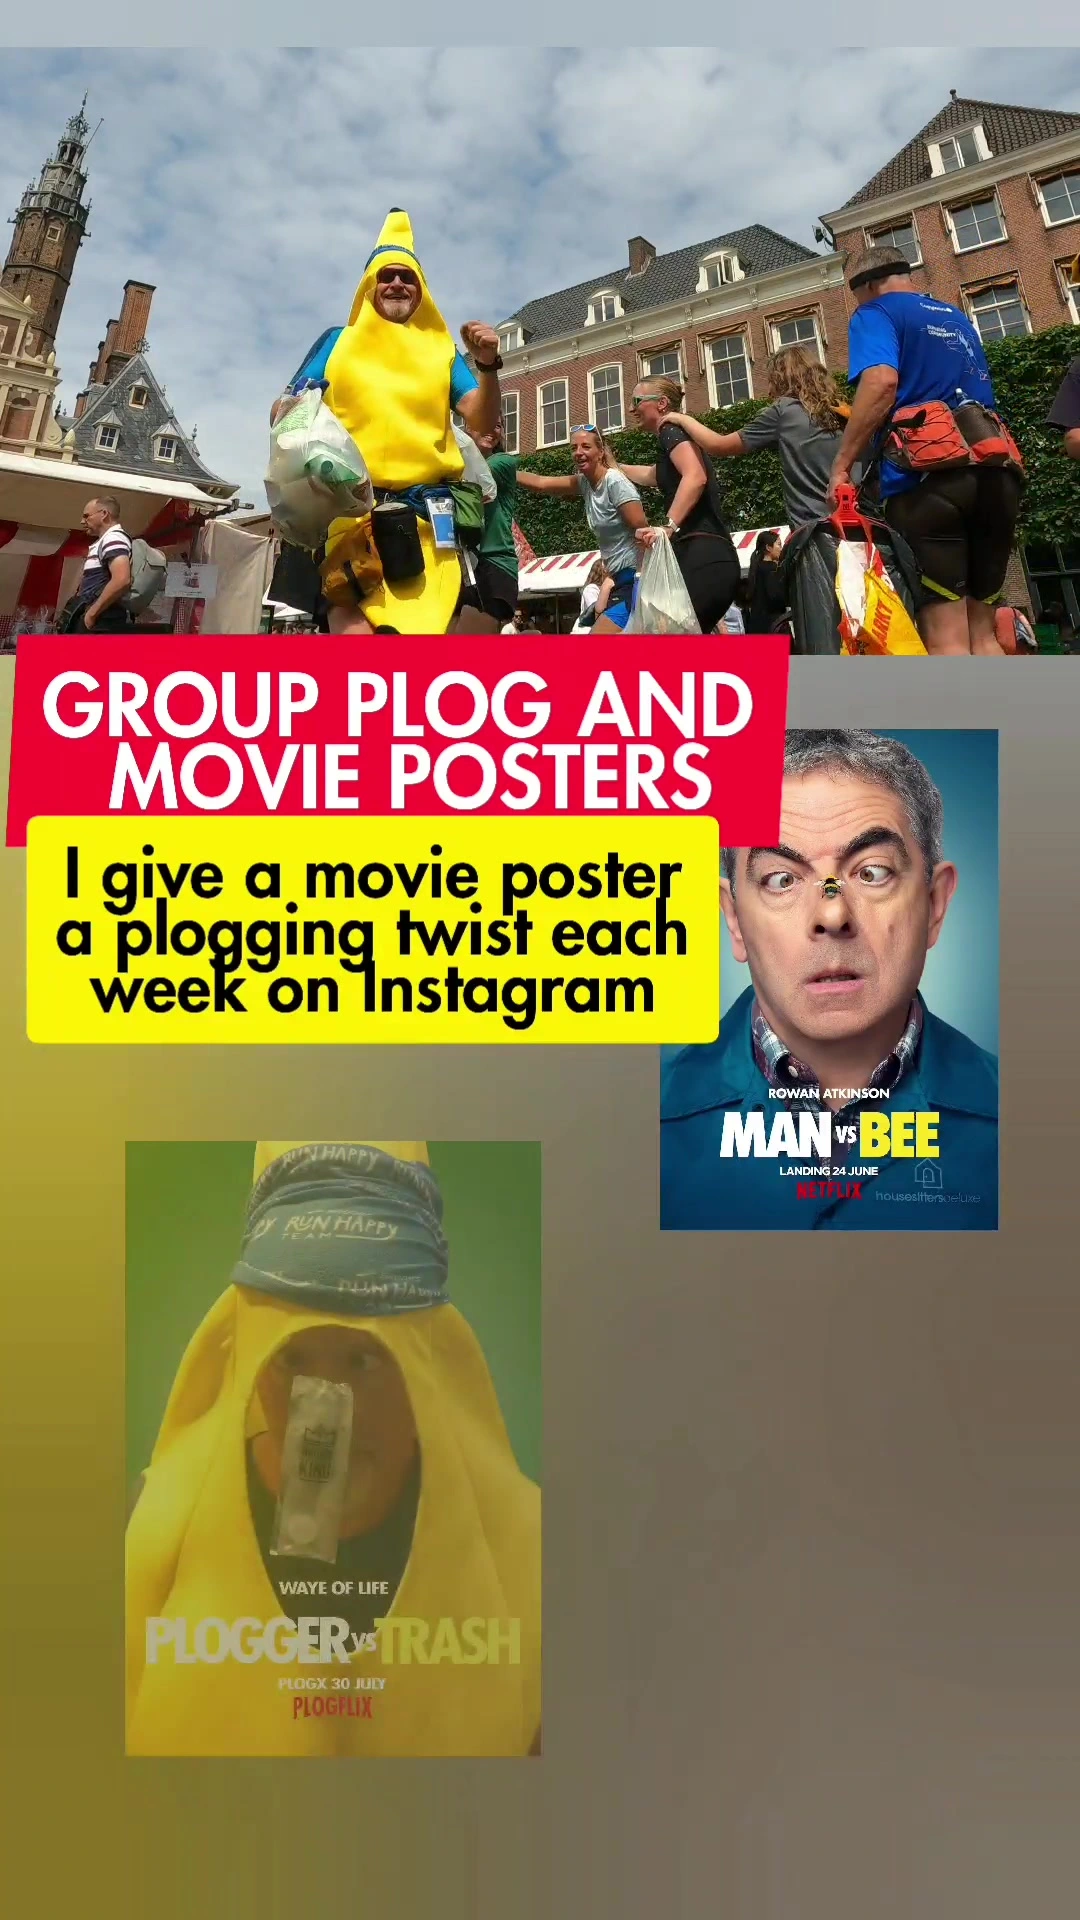 GROUP PLOG AND
MOVIE POSTERS
I give a movie poster
a plogging twist each
week on Instagram
ROWAN ATKINSON
MAN vs BEE
LANDING 24 JUNE
NETFLIX
housesittersdeluxe
RUN HAPPY
RUN HAPPY
TEAM
KING
WAYE OF LIFE
PLOGGER vs TRASH
PLOGX 30 JULY
PLOGFLIX